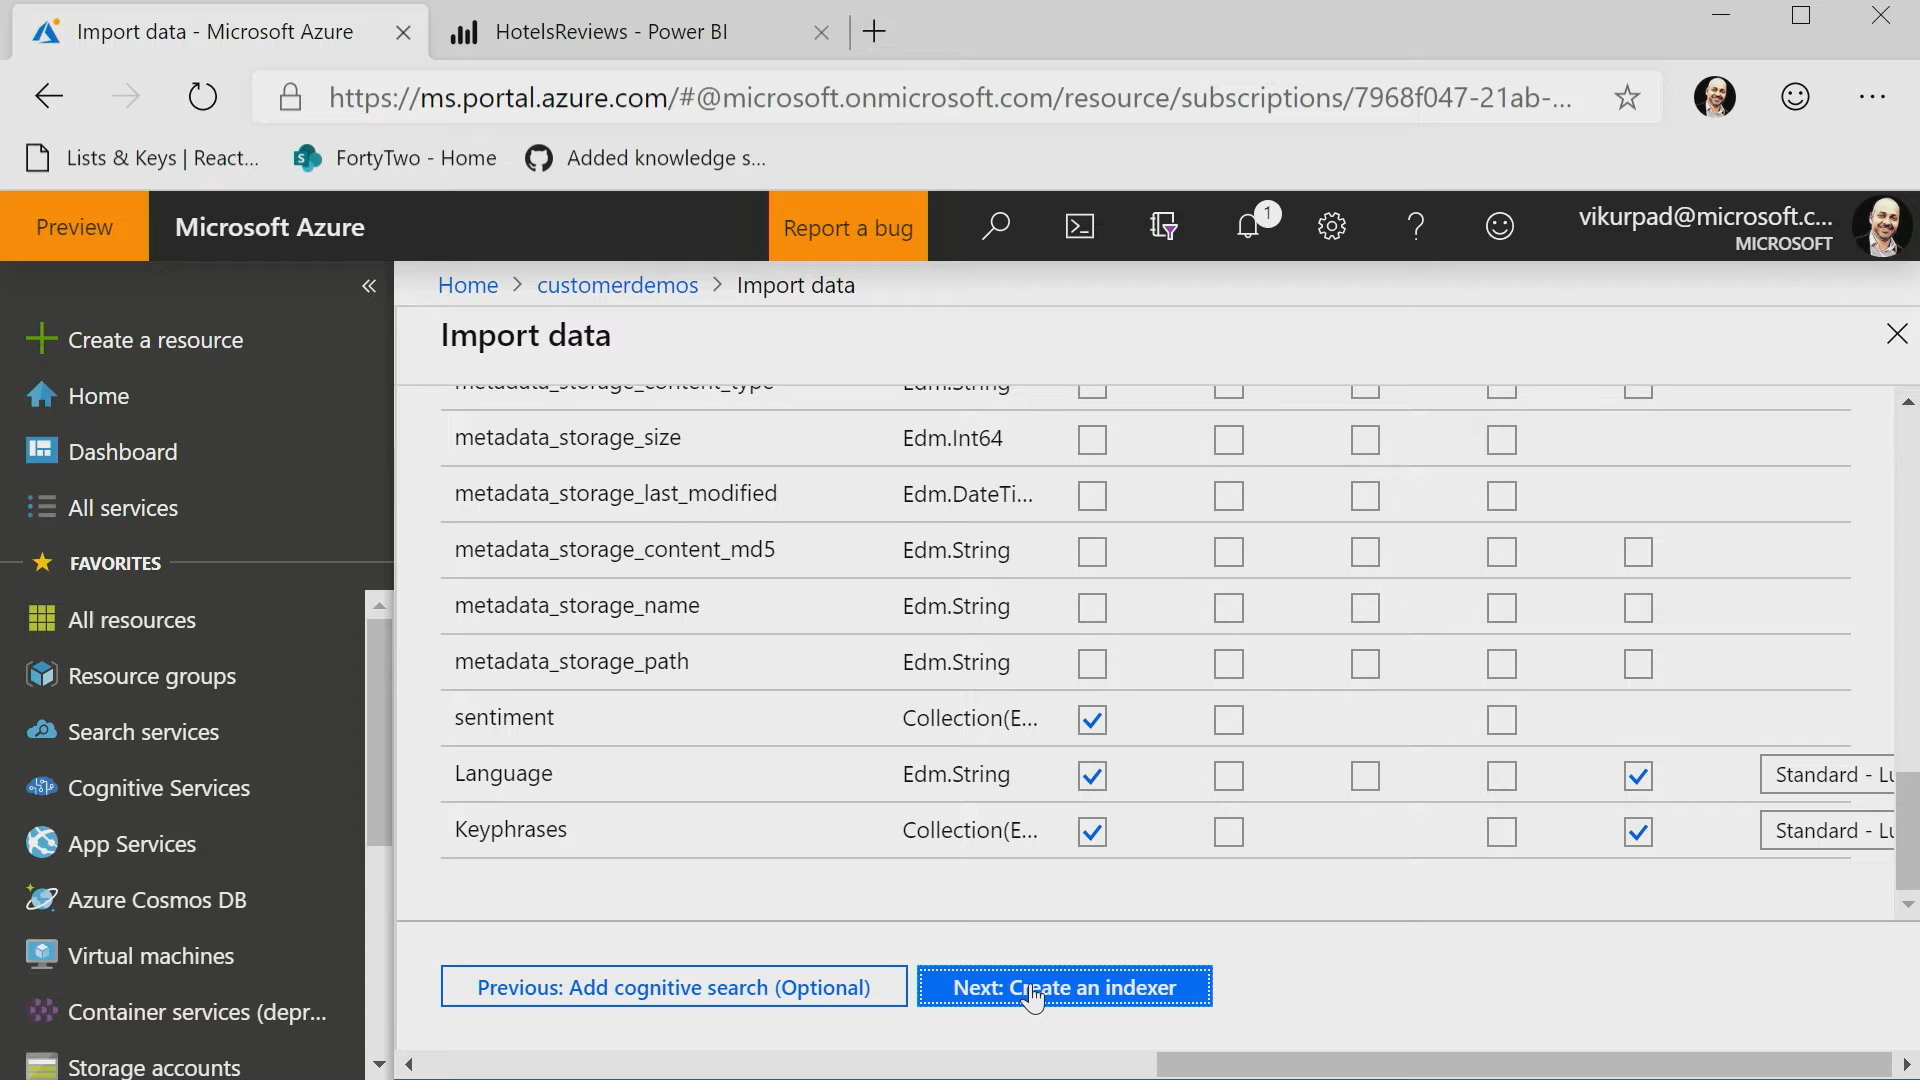 Import data - Microsoft Azure
HotelsReviews - Power BI
https://ms.portal.azure.com/#@microsoft.onmicrosoft.com/resource/subscriptions/7968f047-21ab-...
Lists & Keys | React...
FortyTwo - Home
Added knowledge s...
Preview
Microsoft Azure
Report a bug
1
vikurpad@microsoft.c...
MICROSOFT
Home > customerdemos > Import data
Import data
Create a resource
Home
Dashboard
All services
FAVORITES
All resources
Resource groups
Search services
Cognitive Services
App Services
Azure Cosmos DB
Virtual machines
Container services (depr...
Storage accounts
metadata_storage_content_type Edm.String
metadata_storage_size Edm.Int64
metadata_storage_last_modified Edm.DateTi...
metadata_storage_content_md5 Edm.String
metadata_storage_name Edm.String
metadata_storage_path Edm.String
sentiment Collection(E...
Language Edm.String Standard - Lu
Keyphrases Collection(E... Standard - Lu
Previous: Add cognitive search (Optional)
Next: Create an indexer